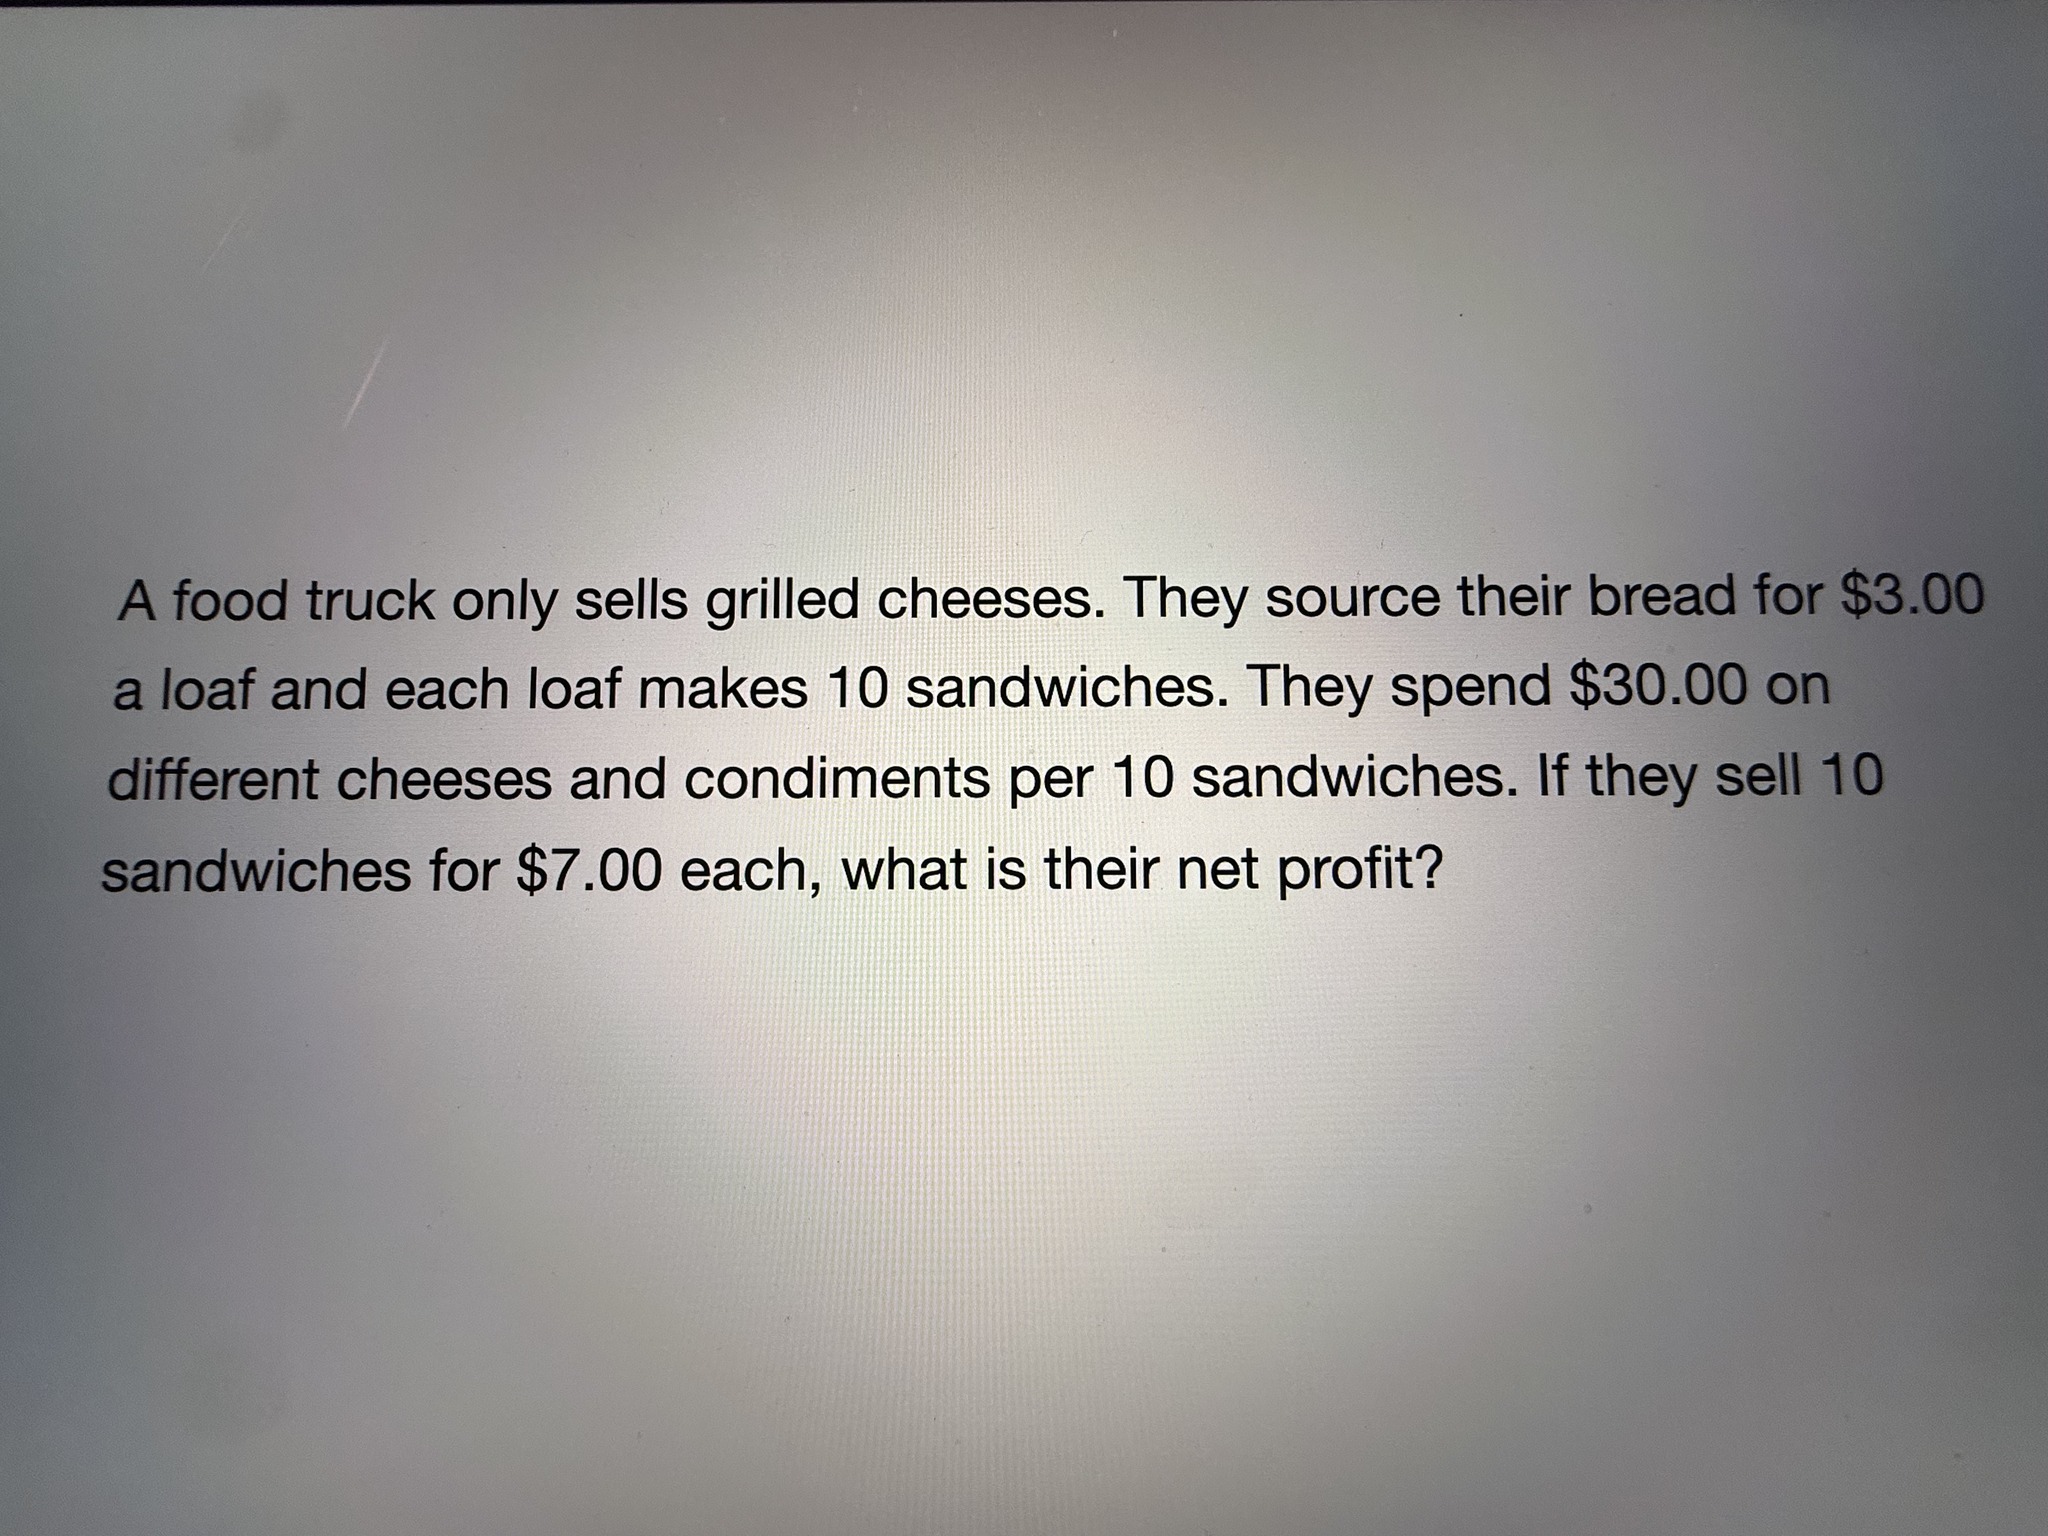 A food truck only sells grilled cheeses. They source their bread for $3.00
a loaf and each loaf makes 10 sandwiches. They spend $30.00 on
different cheeses and condiments per 10 sandwiches. If they sell 10
sandwiches for $7.00 each, what is their net profit?